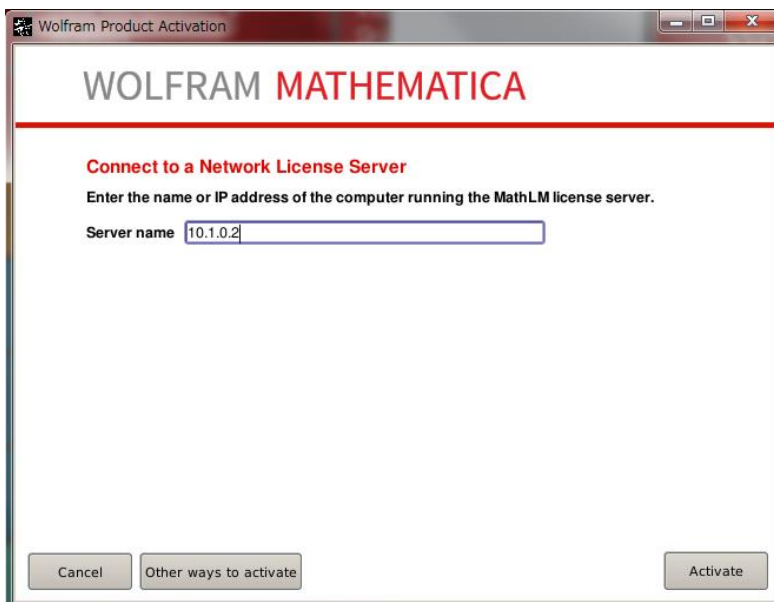 Wolfram Product Activation
WOLFRAM MATHEMATICA
Connect to a Network License Server
Enter the name or IP address of the computer running the MathLM license server.
Server name 10.1.0.2
Cancel Other ways to activate Activate